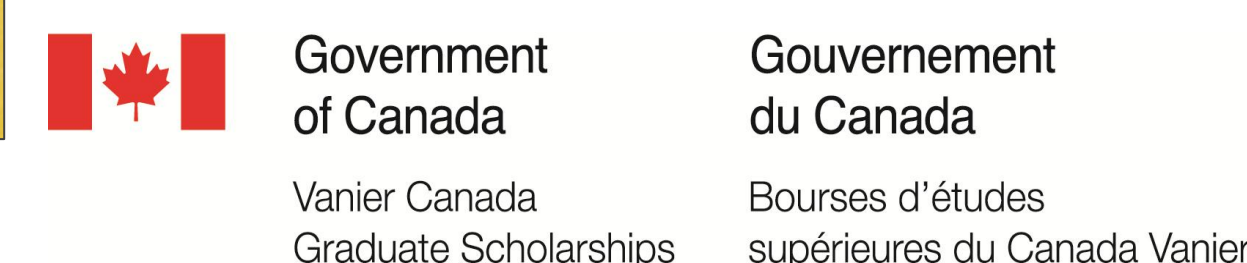 Government
of Canada
Gouvernement
du Canada
Vanier Canada
Graduate Scholarships
Bourses d'études
supérieures du Canada Vanier